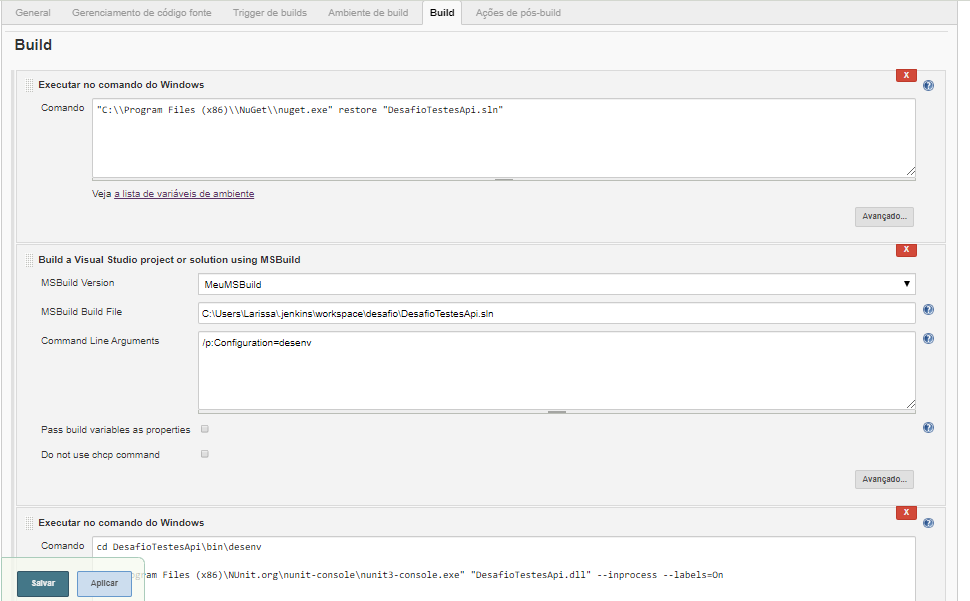 General Gerenciamento de código fonte Trigger de builds Ambiente de build Build Ações de pós-build
Build
Executar no comando do Windows X
Comando "C:\\Program Files (x86)\\NuGet\\nuget.exe" restore "DesafioTestesApi.sln"
Veja a lista de variáveis de ambiente
Avançado...
Build a Visual Studio project or solution using MSBuild X
MSBuild Version MeuMSBuild
MSBuild Build File C:\Users\Larissa\.jenkins\workspace\desafio\DesafioTestesApi.sln
Command Line Arguments /p:Configuration=desenv
Pass build variables as properties
Do not use chcp command
Avançado...
Executar no comando do Windows X
Comando cd DesafioTestesApi\bin\desenv
Files (x86)\NUnit.org\nunit-console\nunit3-console.exe" "DesafioTestesApi.dll" --inprocess --labels=On
Salvar Aplicar